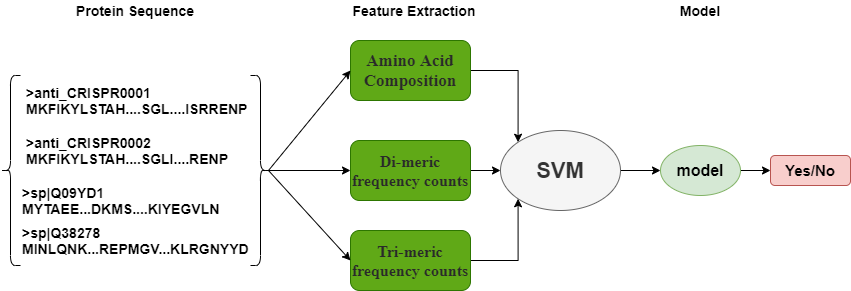 Protein Sequence
Feature Extraction
Model
>anti_CRISPR0001
MKFIKYLSTAH....SGL....ISRRENP
>anti_CRISPR0002
MKFIKYLSTAH....SGLI....RENP
>sp|Q09YD1
MYTAEE...DKMS....KIYEGVLN
>sp|Q38278
MINLQNK...REPMGV...KLRGNYYD
Amino Acid
Composition
Di-meric
frequency counts
Tri-meric
frequency counts
SVM
model
Yes/No